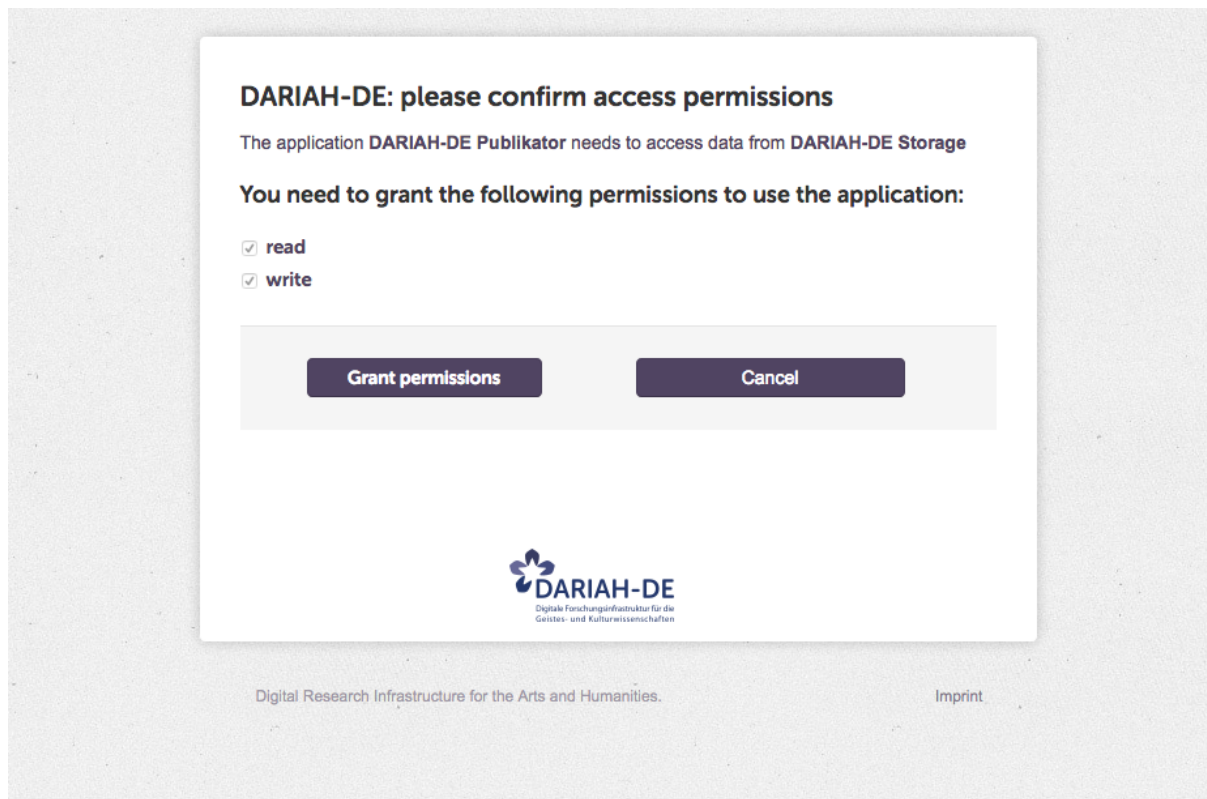 DARIAH-DE: please confirm access permissions
The application DARIAH-DE Publikator needs to access data from DARIAH-DE Storage
You need to grant the following permissions to use the application:
read
write
Grant permissions Cancel
DARIAH-DE
Digitale Forschungsinfrastruktur für die
Geistes- und Kulturwissenschaften
Digital Research Infrastructure for the Arts and Humanities. Imprint